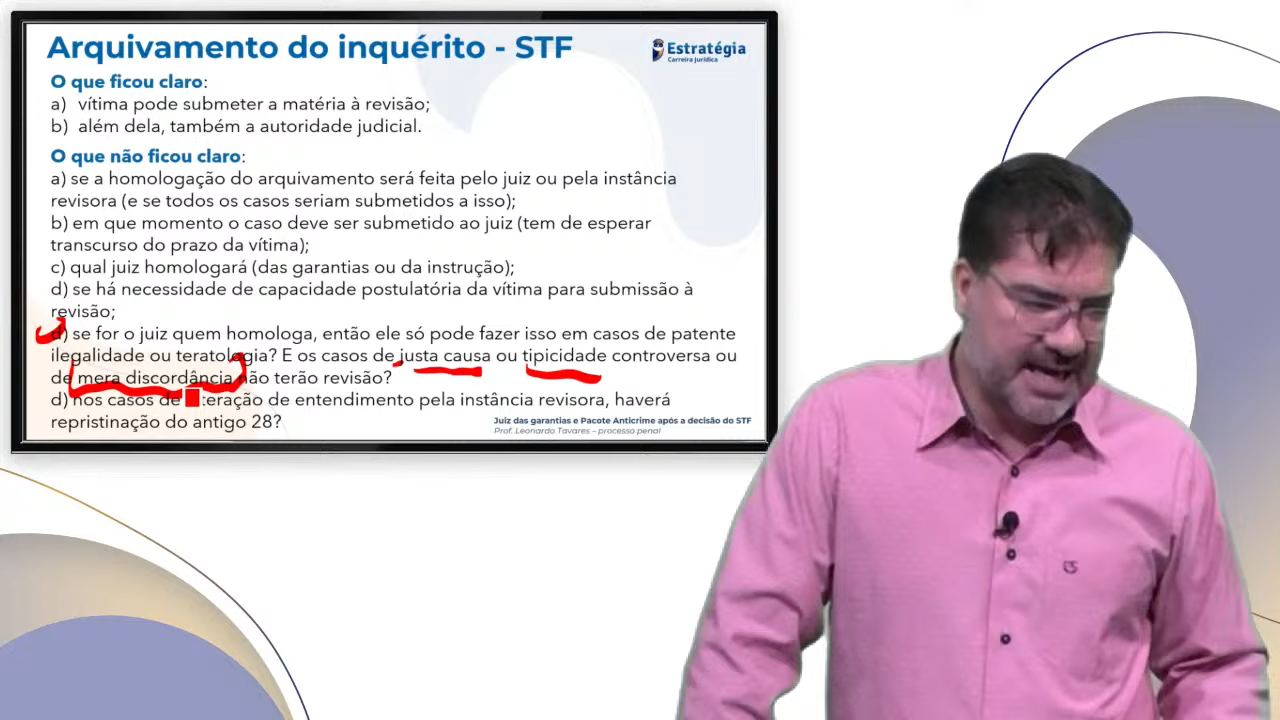 Arquivamento do inquérito - STF
Estratégia
Carreira Jurídica
O que ficou claro:
a) vítima pode submeter a matéria à revisão;
b) além dela, também a autoridade judicial.
O que não ficou claro:
a) se a homologação do arquivamento será feita pelo juiz ou pela instância
revisora (e se todos os casos seriam submetidos a isso);
b) em que momento o caso deve ser submetido ao juiz (tem de esperar
transcurso do prazo da vítima);
c) qual juiz homologará (das garantias ou da instrução);
d) se há necessidade de capacidade postulatória da vítima para submissão à
revisão;
d) se for o juiz quem homologa, então ele só pode fazer isso em casos de patente
ilegalidade ou teratologia? E os casos de justa causa ou tipicidade controversa ou
de mera discordância não terão revisão?
d) nos casos de alteração de entendimento pela instância revisora, haverá
repristinação do antigo 28?
Juiz das garantias e Pacote Anticrime após a decisão do STF
Prof. Leonardo Tavares – processo penal